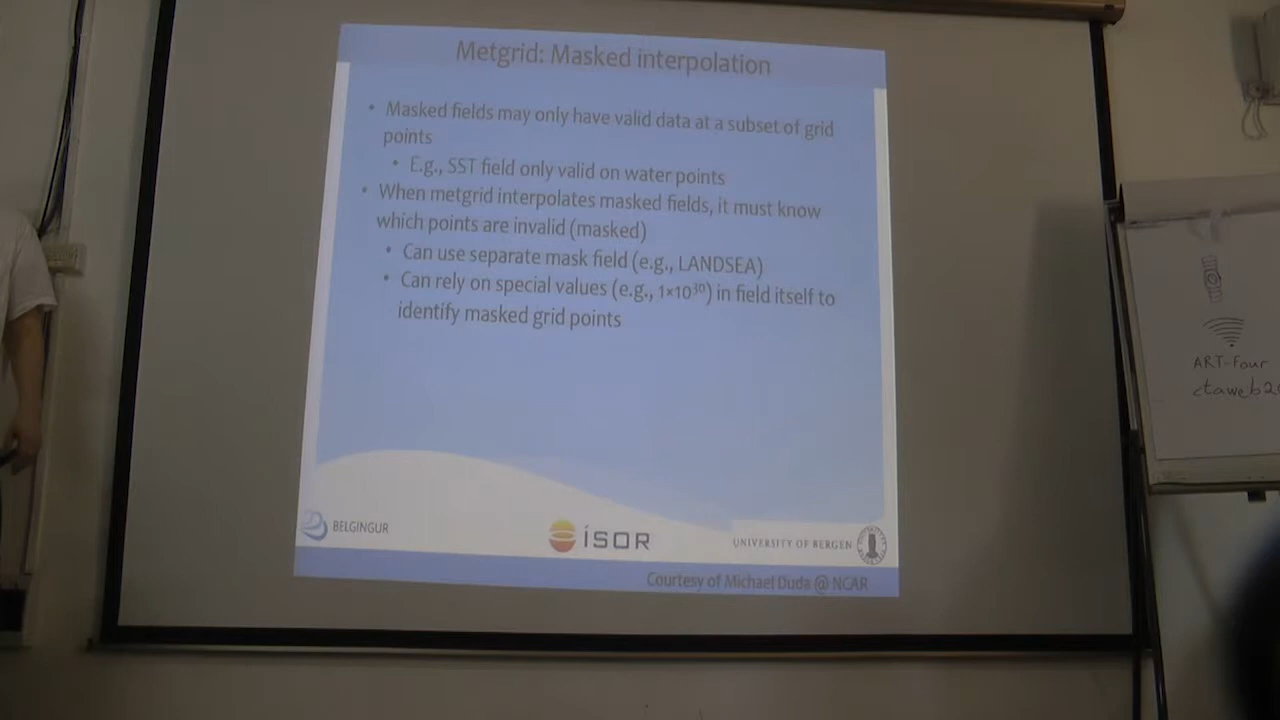 Metgrid: Masked interpolation
• Masked fields may only have valid data at a subset of grid
points
• E.g., SST field only valid on water points
• When metgrid interpolates masked fields, it must know
which points are invalid (masked)
• Can use separate mask field (e.g., LANDSEA)
• Can rely on special values (e.g., 1×10³⁰) in field itself to
identify masked grid points
BELGINGUR
ÍSOR
UNIVERSITY OF BERGEN
Courtesy of Michael Duda @ NCAR
ART-Four